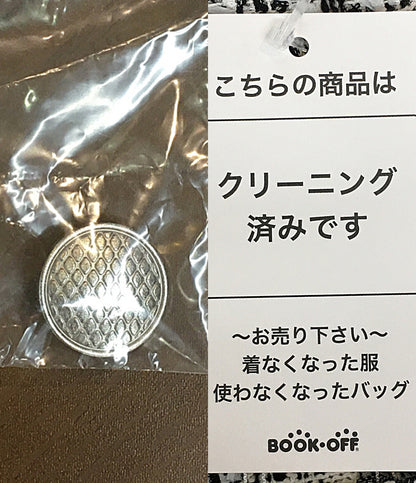 こちらの商品は
クリーニング
済みです
～お売り下さい～
着なくなった服
使わなくなったバッグ
BOOK・OFF